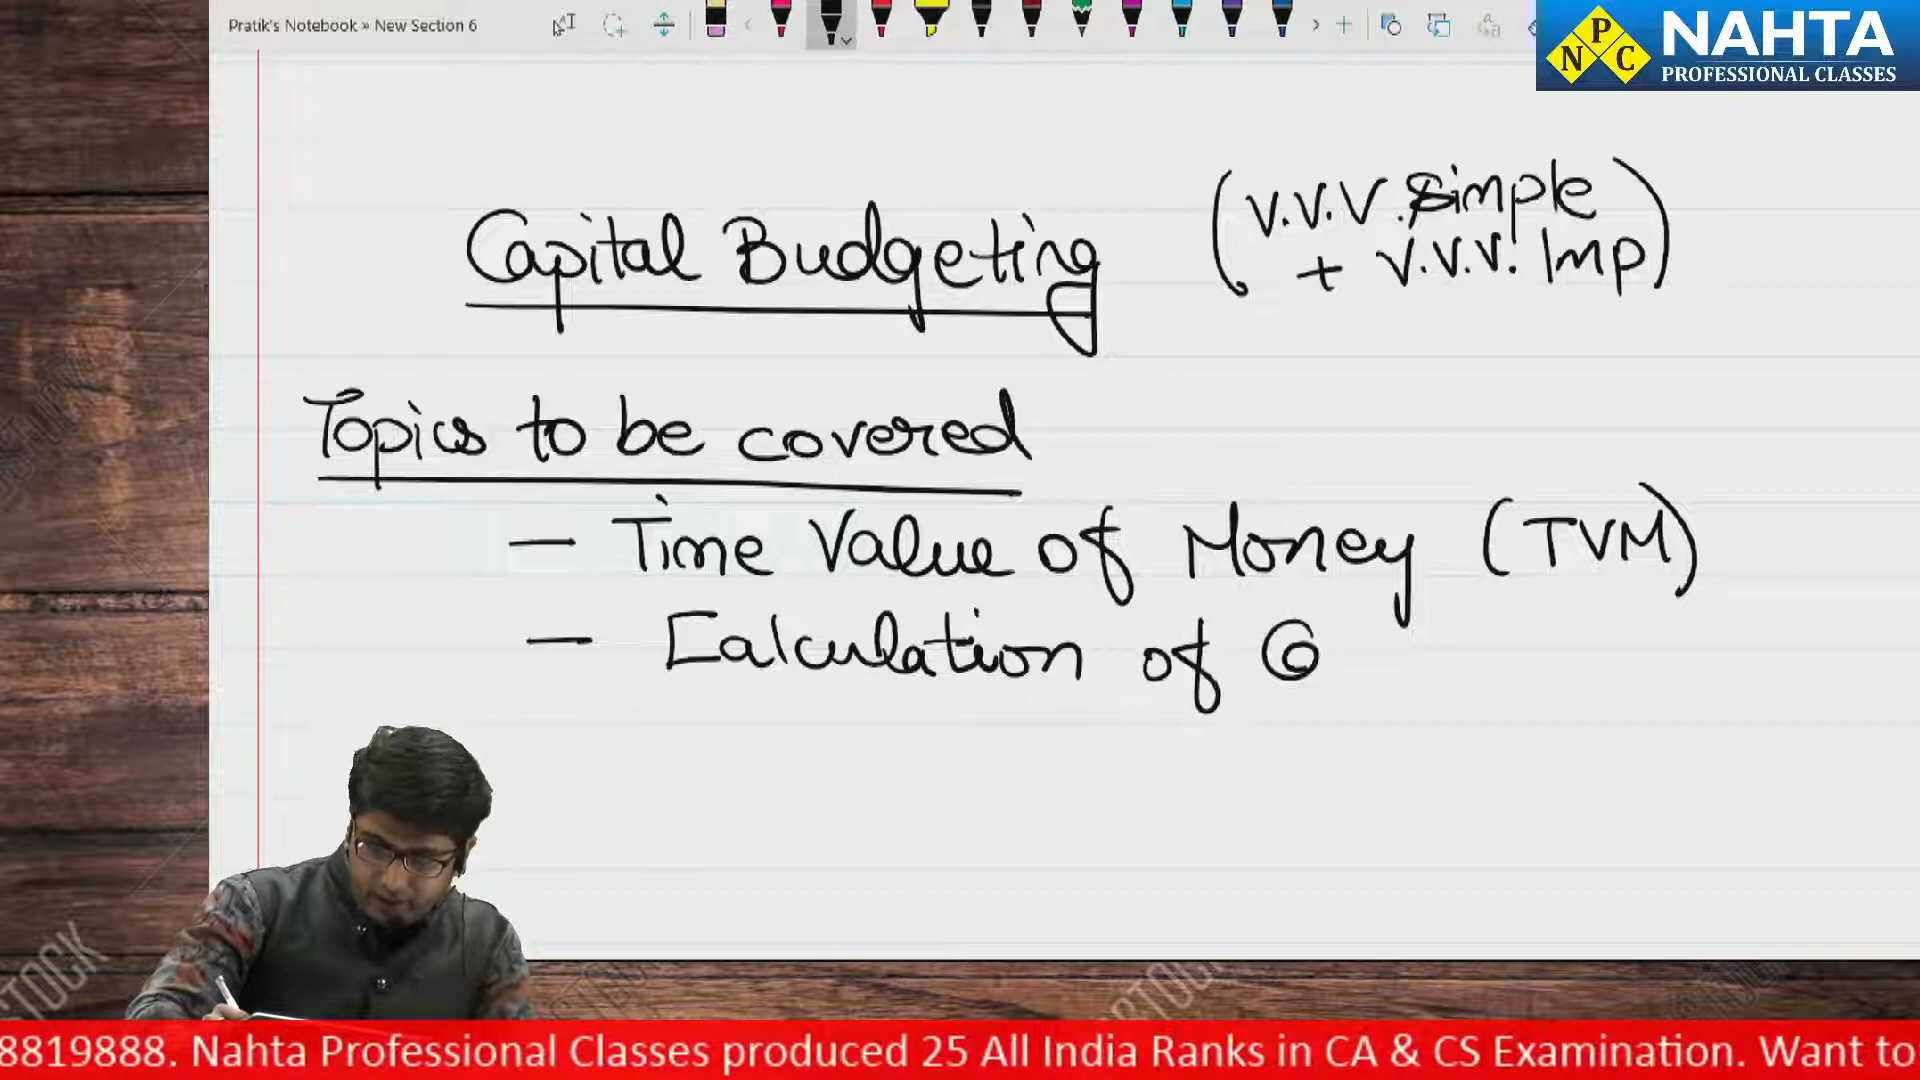 Pratik's Notebook » New Section 6
NPC
NAHTA
PROFESSIONAL CLASSES
Capital Budgeting
(V.V.V. Simple
+ V.V.V. Imp)
Topics to be covered
— Time Value of Money (TVM)
— Calculation of
STOCK
8819888. Nahta Professional Classes produced 25 All India Ranks in CA & CS Examination. Want to